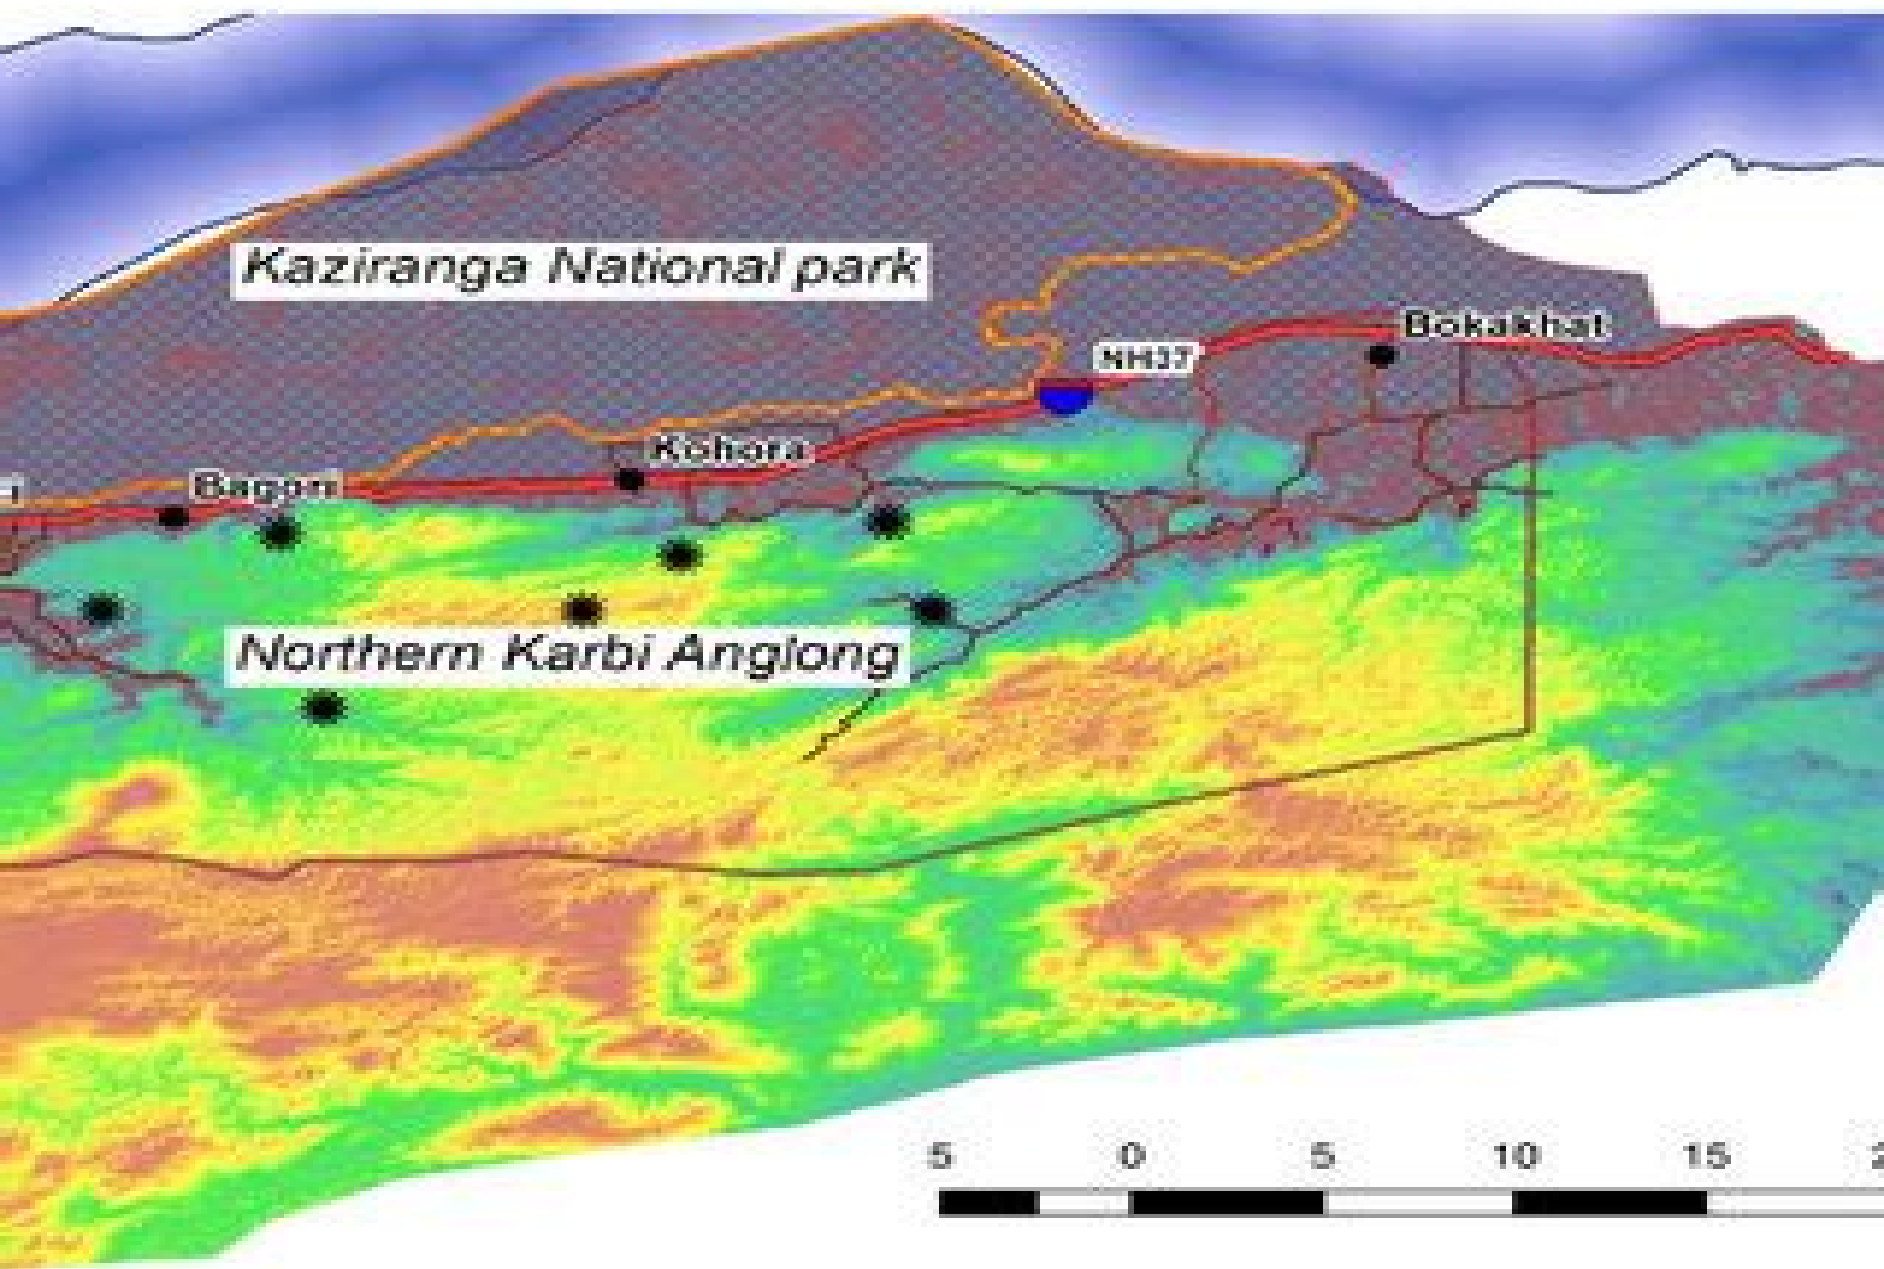 Kaziranga National park
Bokakhat
NH37
Kohora
Bagori
Northern Karbi Anglong
5 0 5 10 15